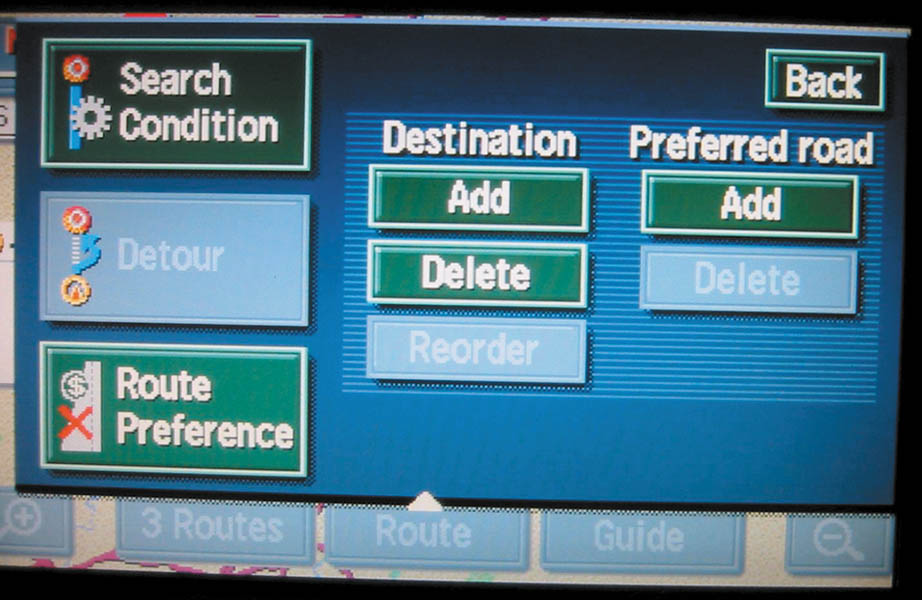 Search
Condition
Back
Destination
Preferred road
Add
Add
Detour
Delete
Delete
Reorder
Route
Preference
3 Routes
Route
Guide